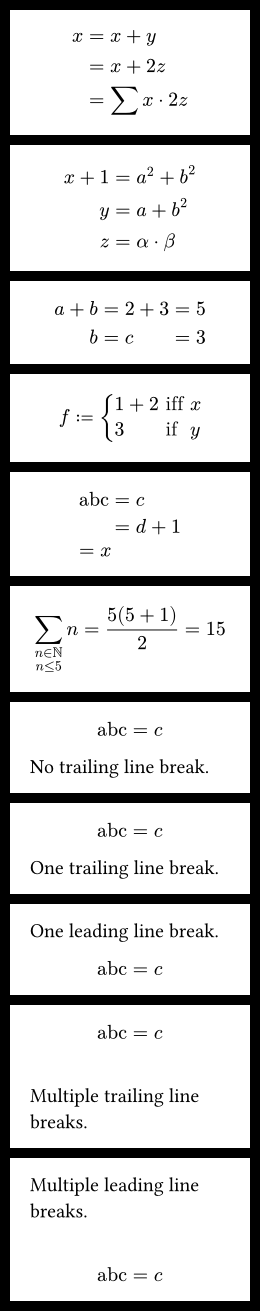 x = x + y
= x + 2z
= ∑ x · 2z
x + 1 = a² + b²
y = a + b²
z = α · β
a + b = 2 + 3 = 5
b = c = 3
f ≔ { 1 + 2 iff x
3 if y
abc = c
= d + 1
= x
∑ n = 5(5 + 1) / 2 = 15
n∈ℕ
n≤5
abc = c
No trailing line break.
abc = c
One trailing line break.
One leading line break.
abc = c
abc = c
Multiple trailing line
breaks.
Multiple leading line
breaks.
abc = c